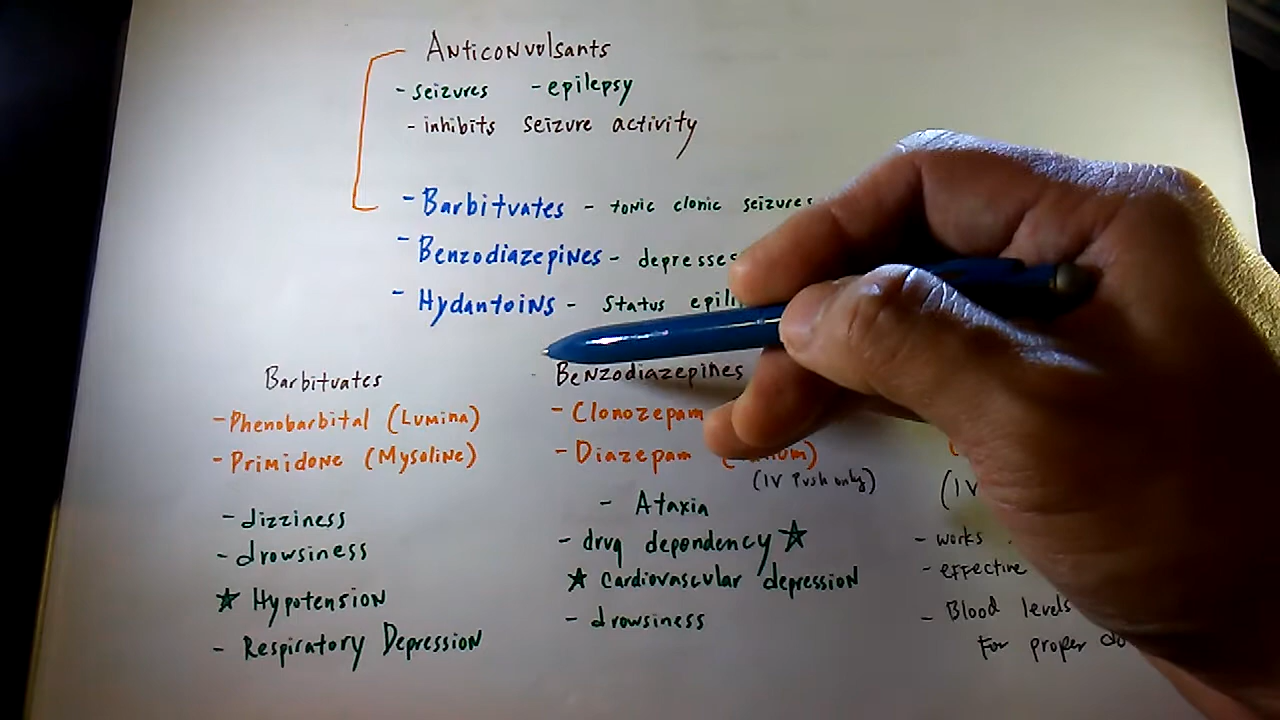 Anticonvulsants
- seizures - epilepsy
- inhibits seizure activity
- Barbituates - tonic clonic seizures
- Benzodiazepines - depresses
- Hydantoins - Status
Barbituates
- Phenobarbital (Lumina)
- Primidone (Mysoline)
- dizziness
- drowsiness
★ Hypotension
- Respiratory Depression
Benzodiazepines
- Clonozepam
- Diazepam
(IV Push only)
- Ataxia
- drug dependency ★
★ Cardiovascular depression
- drowsiness
(IV
- works
- effective
- Blood levels
For proper